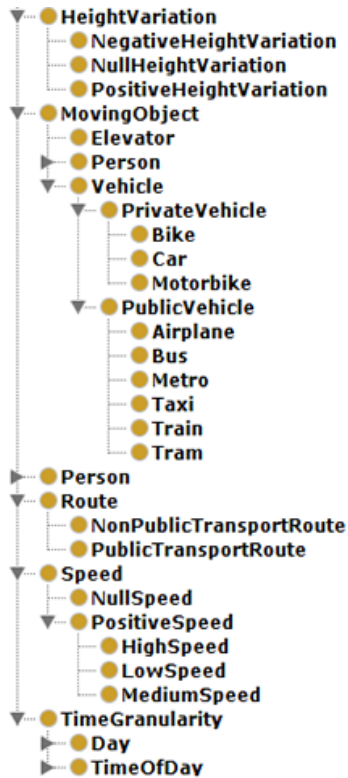 HeightVariation
NegativeHeightVariation
NullHeightVariation
PositiveHeightVariation
MovingObject
Elevator
Person
Vehicle
PrivateVehicle
Bike
Car
Motorbike
PublicVehicle
Airplane
Bus
Metro
Taxi
Train
Tram
Person
Route
NonPublicTransportRoute
PublicTransportRoute
Speed
NullSpeed
PositiveSpeed
HighSpeed
LowSpeed
MediumSpeed
TimeGranularity
Day
TimeOfDay